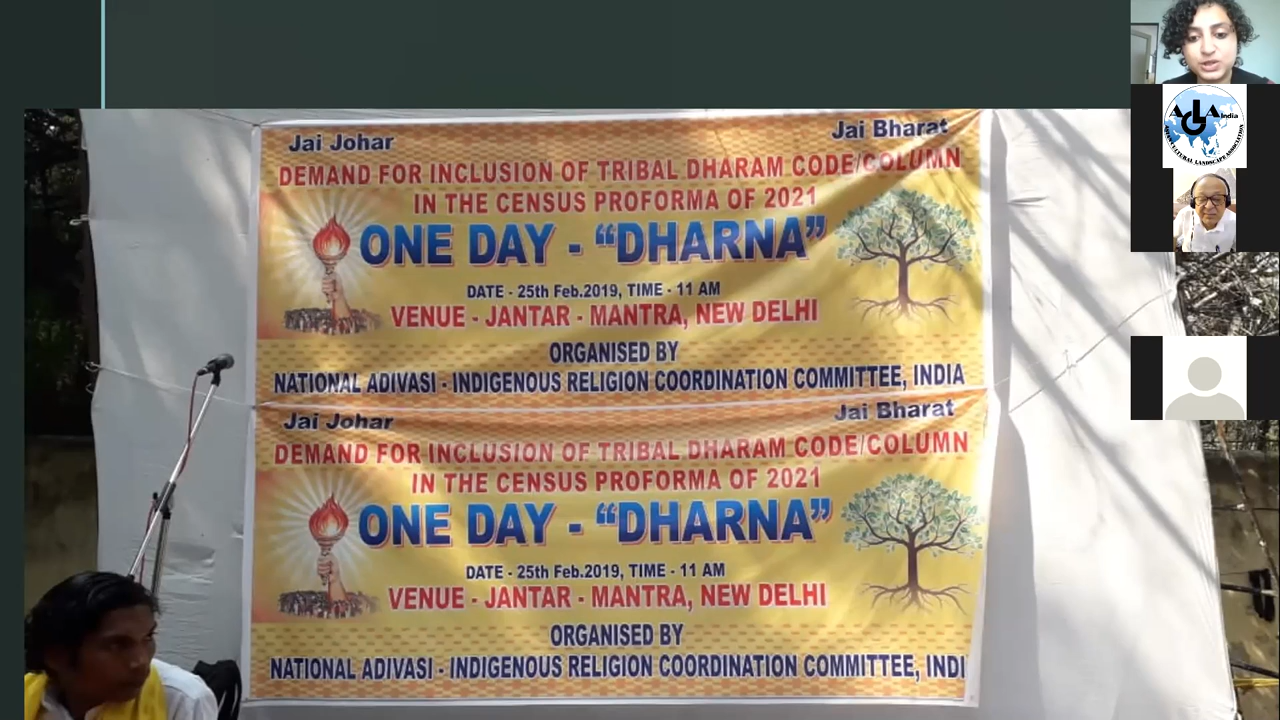 Jai Johar
Jai Bharat
DEMAND FOR INCLUSION OF TRIBAL DHARAM CODE/COLUMN
IN THE CENSUS PROFORMA OF 2021
ONE DAY - “DHARNA”
DATE - 25th Feb.2019, TIME - 11 AM
VENUE - JANTAR - MANTRA, NEW DELHI
ORGANISED BY
NATIONAL ADIVASI - INDIGENOUS RELIGION COORDINATION COMMITTEE, INDIA
Jai Johar
Jai Bharat
DEMAND FOR INCLUSION OF TRIBAL DHARAM CODE/COLUMN
IN THE CENSUS PROFORMA OF 2021
ONE DAY - “DHARNA”
DATE - 25th Feb.2019, TIME - 11 AM
VENUE - JANTAR - MANTRA, NEW DELHI
ORGANISED BY
NATIONAL ADIVASI - INDIGENOUS RELIGION COORDINATION COMMITTEE, INDI
India